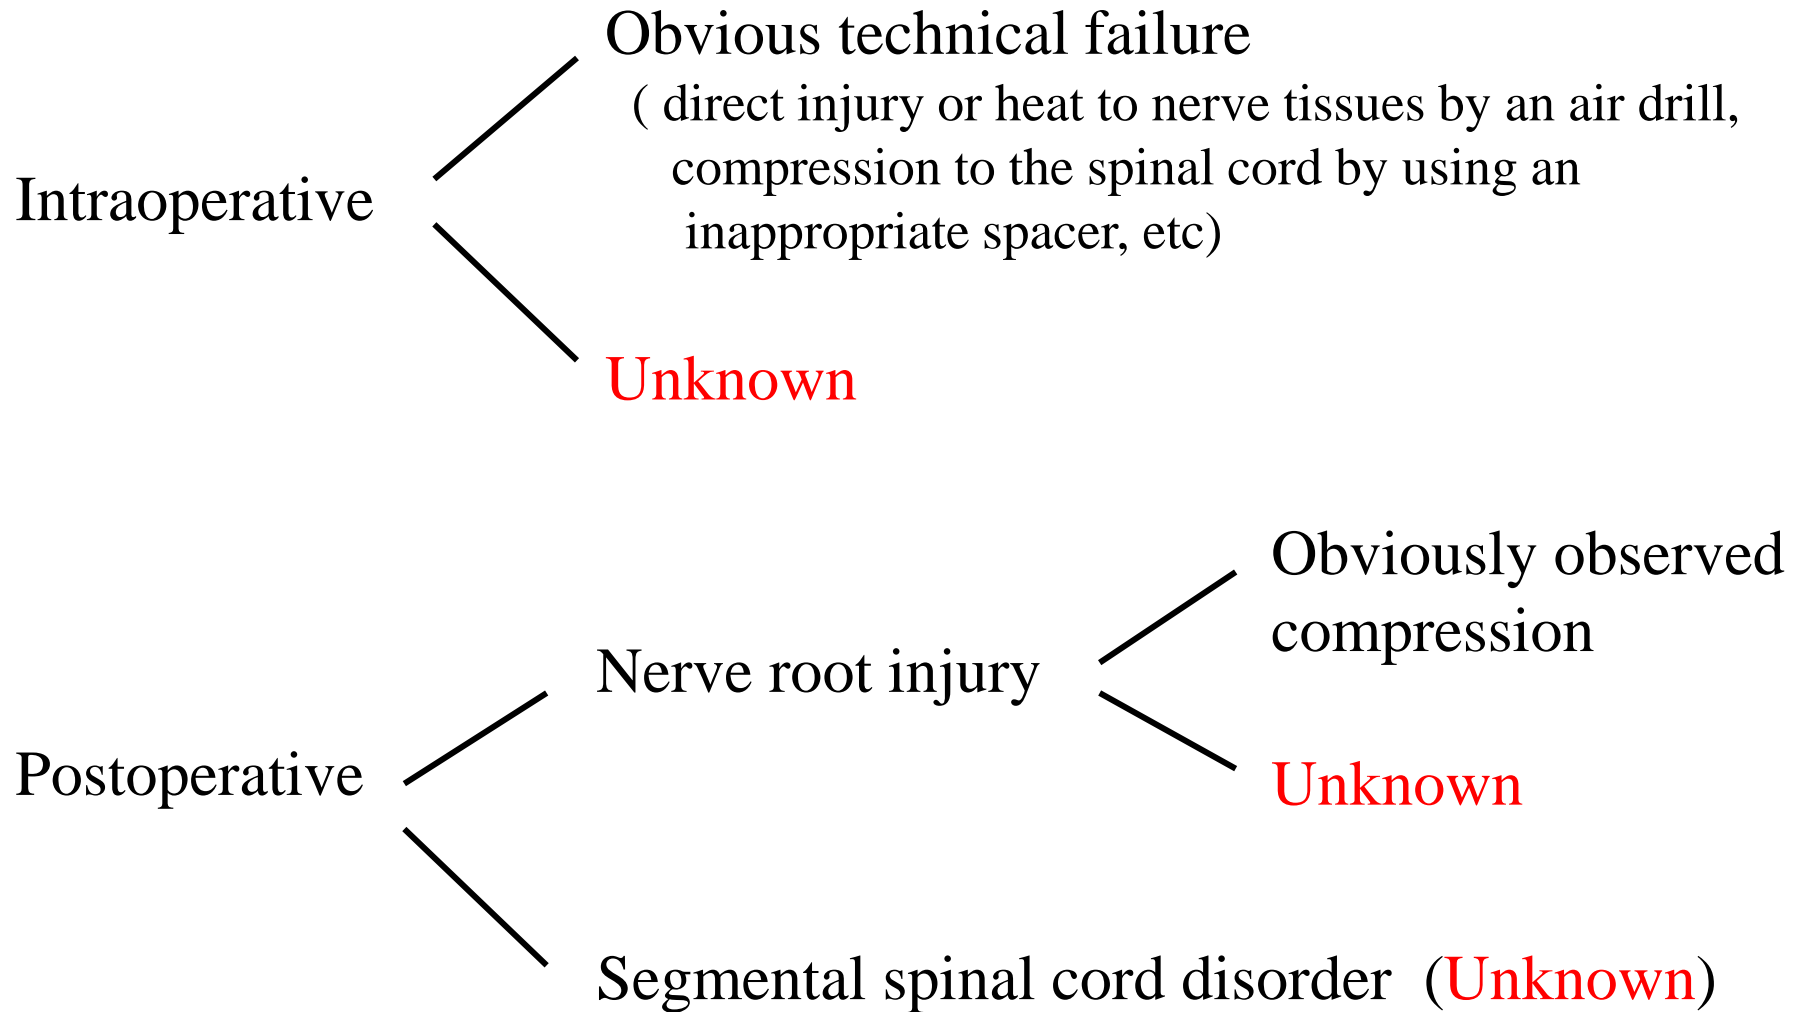 Obvious technical failure
( direct injury or heat to nerve tissues by an air drill,
compression to the spinal cord by using an
Intraoperative
inappropriate spacer, etc)
Unknown
Obviously observed
compression
Nerve root injury
Postoperative
Unknown
Segmental spinal cord disorder (Unknown)